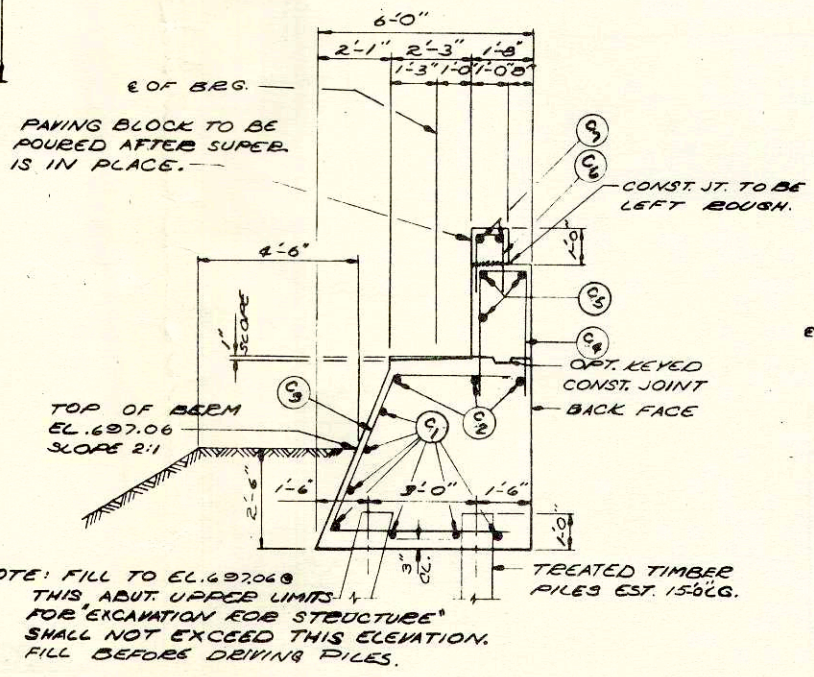 6'-0"
2'-1" 2'-3" 1'-8"
1'-3" 1'-0" 1'-0" 8"
℄ OF BRG.
PAVING BLOCK TO BE
POURED AFTER SUPER.
IS IN PLACE.
C7
C6
CONST. JT. TO BE
LEFT ROUGH.
1'-0"
4'-6"
C5
1"
SLOPE
C4
OPT. KEYED
CONST. JOINT
C3
BACK FACE
TOP OF BERM
EL. 697.06
SLOPE 2:1
C1
C2
2'-6"
1'-6" 3'-0" 1'-6"
1'-0"
3"
CL.
TREATED TIMBER
PILES EST. 15'-0" LG.
OTE: FILL TO EL. 697.06 @
THIS ABUT. UPPER LIMITS
FOR "EXCAVATION FOR STRUCTURE"
SHALL NOT EXCEED THIS ELEVATION.
FILL BEFORE DRIVING PILES.